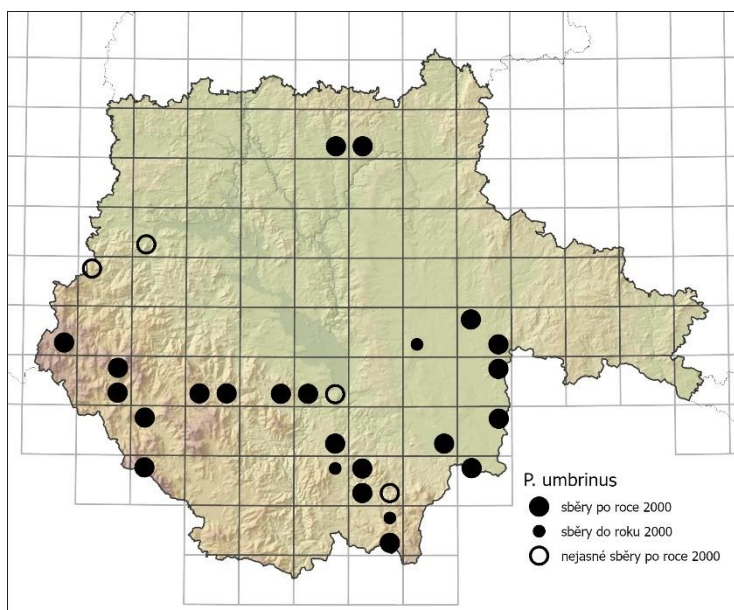 P. umbrinus
sběry po roce 2000
sběry do roku 2000
nejasné sběry po roce 2000